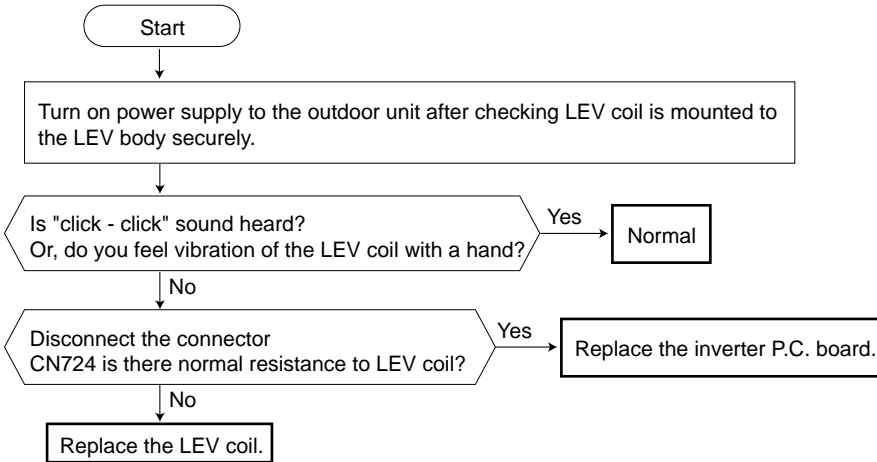 Start
Turn on power supply to the outdoor unit after checking LEV coil is mounted to
the LEV body securely.
Is "click - click" sound heard?
Or, do you feel vibration of the LEV coil with a hand?
Yes
Normal
No
Disconnect the connector
CN724 is there normal resistance to LEV coil?
Yes
Replace the inverter P.C. board.
No
Replace the LEV coil.